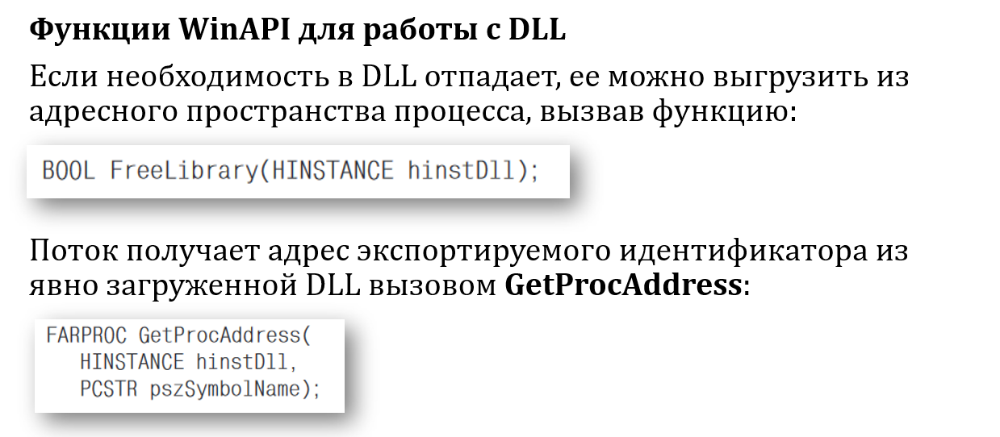 Функции WinAPI для работы с DLL
Если необходимость в DLL отпадает, ее можно выгрузить из
адресного пространства процесса, вызвав функцию:
BOOL FreeLibrary(HINSTANCE hinstDll);
Поток получает адрес экспортируемого идентификатора из
явно загруженной DLL вызовом GetProcAddress:
FARPROC GetProcAddress(
HINSTANCE hinstDll,
PCSTR pszSymbolName);